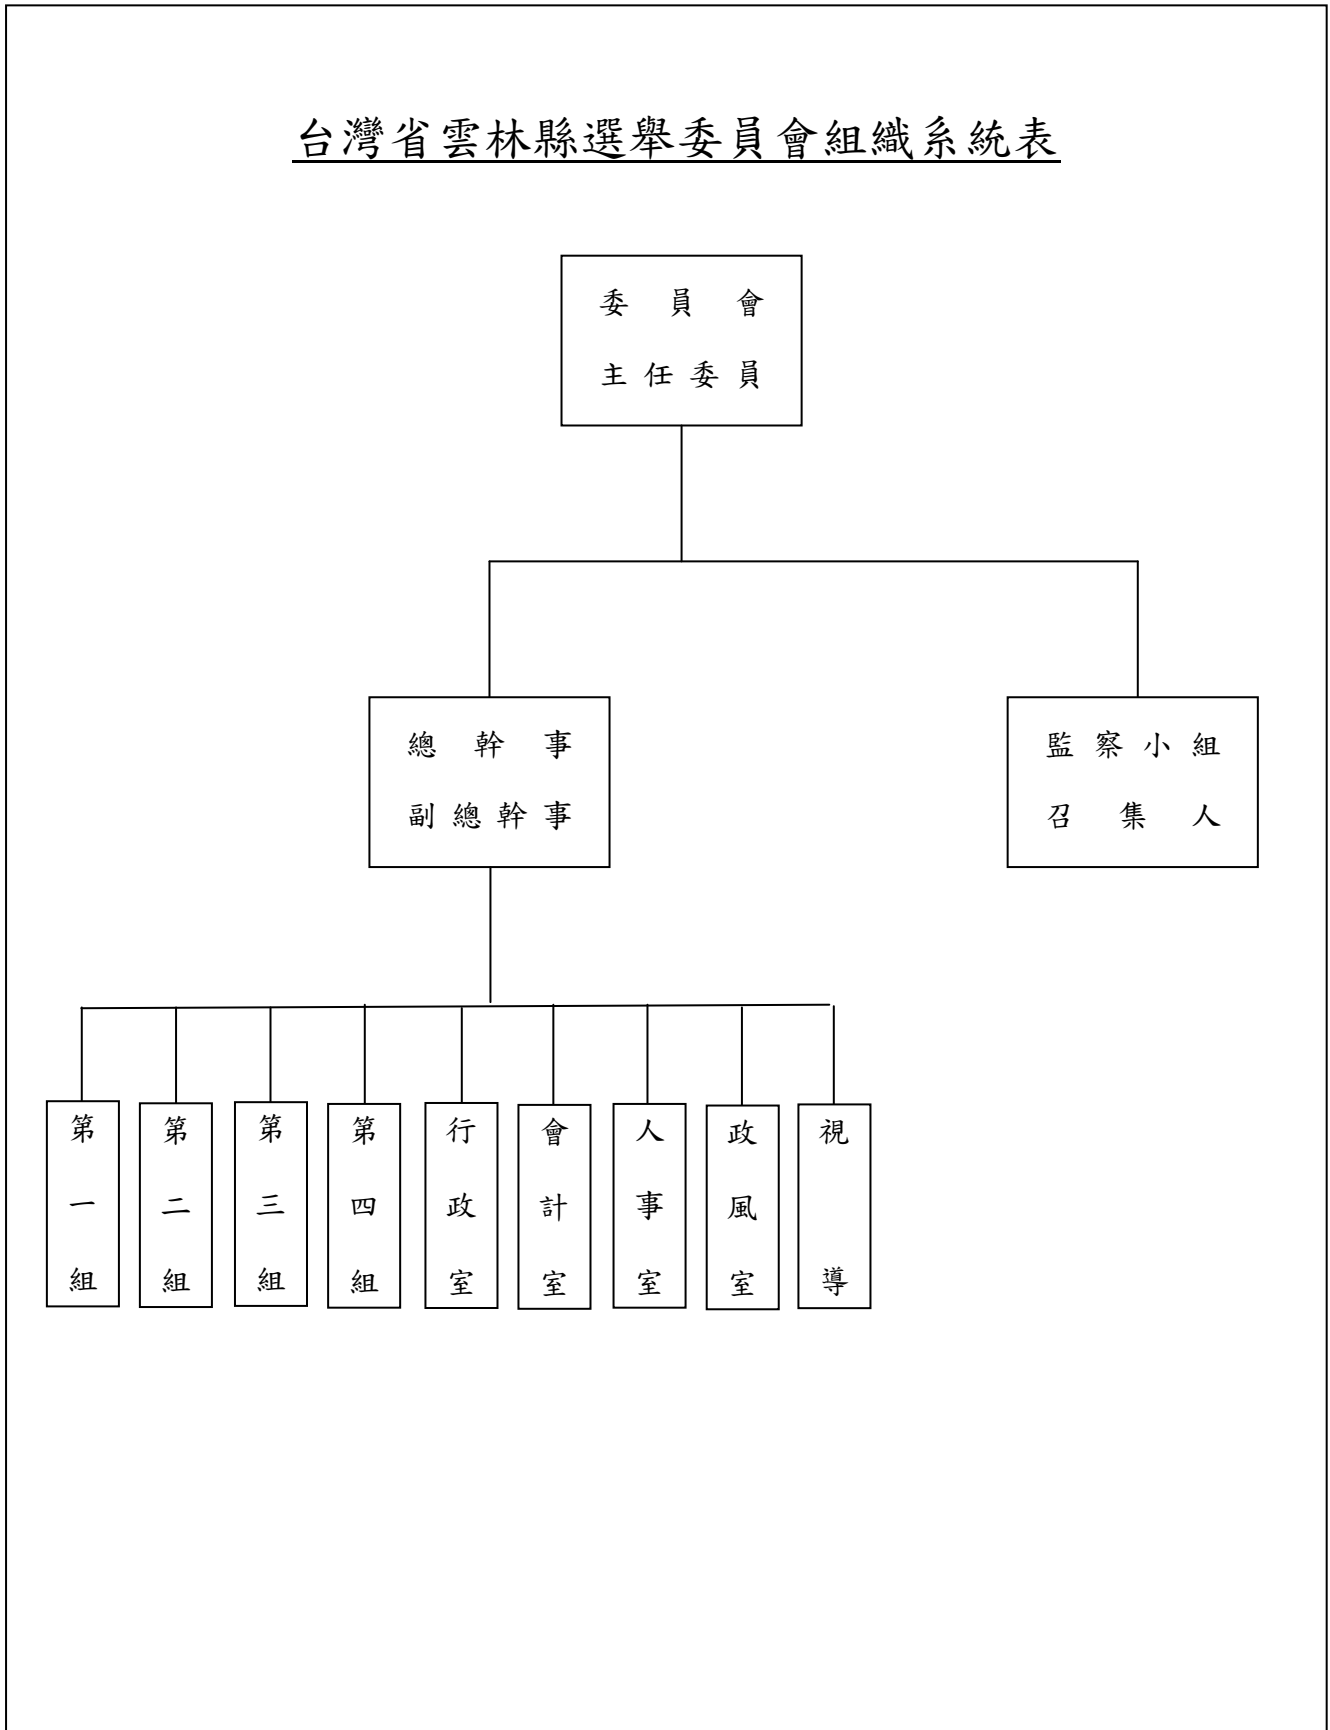 台灣省雲林縣選舉委員會組織系統表
委員會
主任委員
總幹事
副總幹事
監察小組
召集人
第一組
第二組
第三組
第四組
行政室
會計室
人事室
政風室
視導